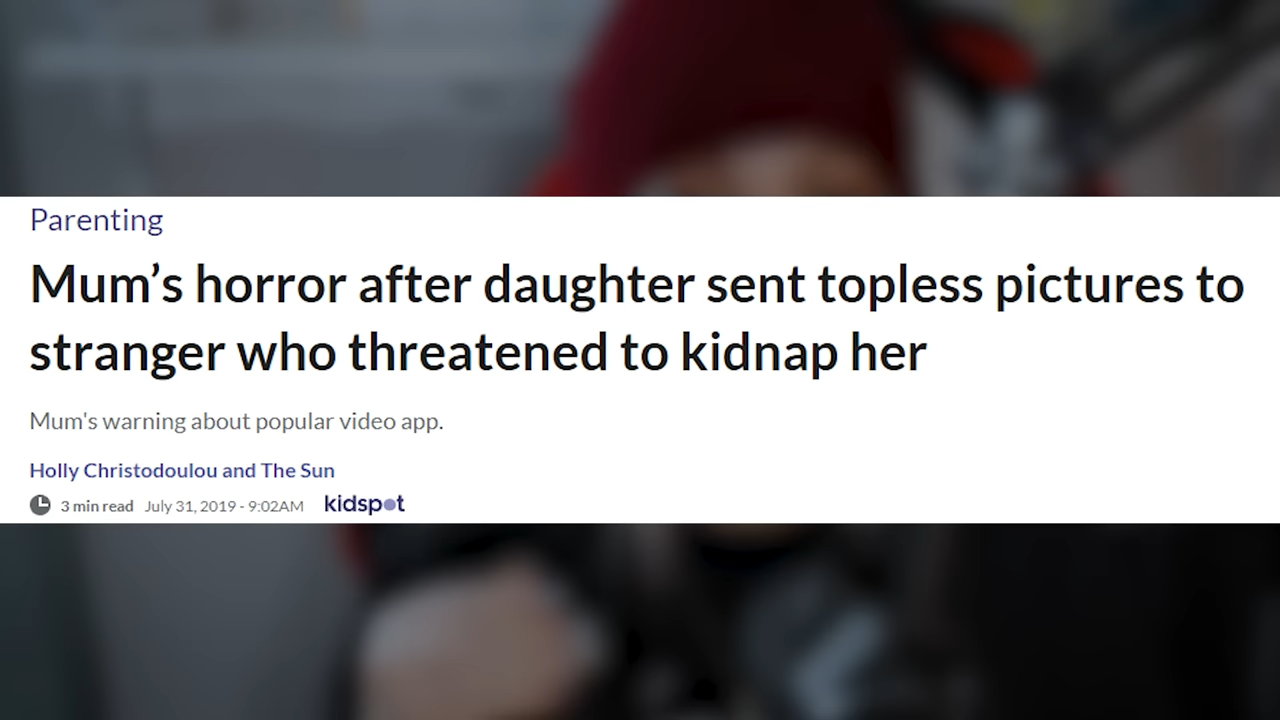 Parenting
Mum’s horror after daughter sent topless pictures to
stranger who threatened to kidnap her
Mum's warning about popular video app.
Holly Christodoulou and The Sun
3 min read July 31, 2019 - 9:02AM kidspot